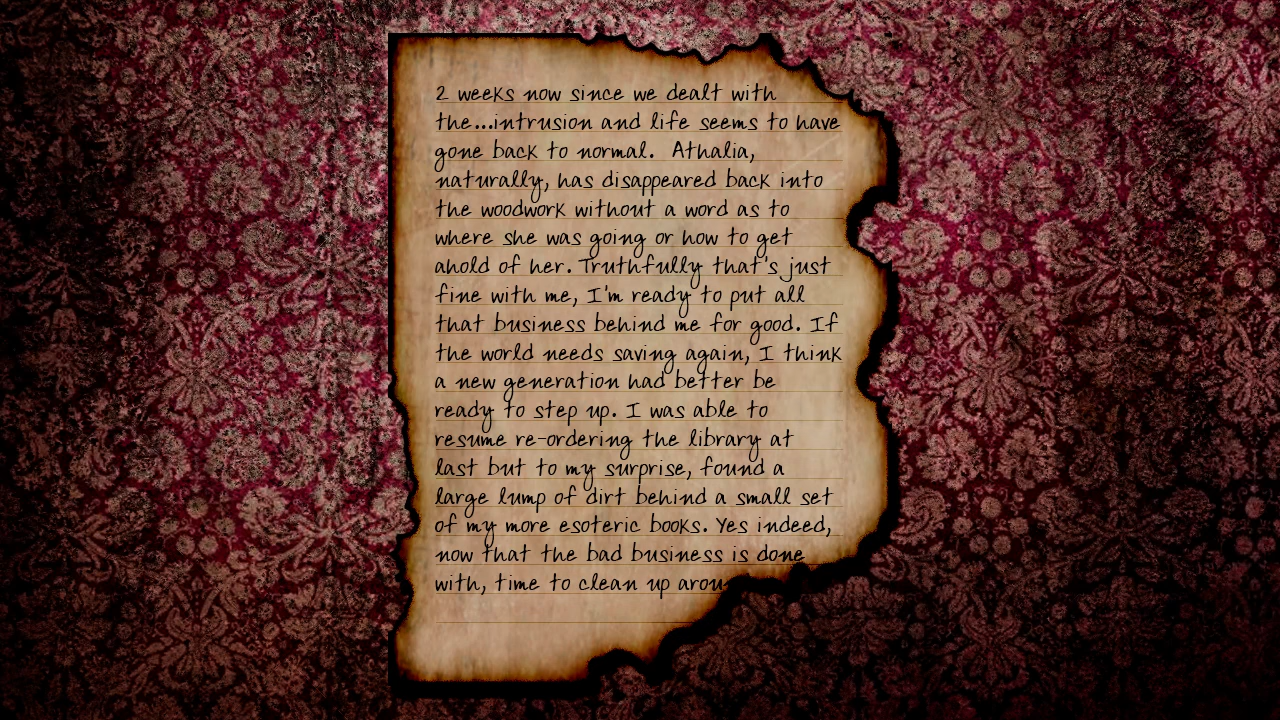 2 weeks now since we dealt with
the...intrusion and life seems to have
gone back to normal.  Athalia,
naturally, has disappeared back into
the woodwork without a word as to
where she was going or how to get
ahold of her. Truthfully that's just
fine with me, I'm ready to put all
that business behind me for good. If
the world needs saving again, I think
a new generation had better be
ready to step up. I was able to
resume re-ordering the library at
last but to my surprise, found a
large lump of dirt behind a small set
of my more esoteric books. Yes indeed,
now that the bad business is done
with, time to clean up